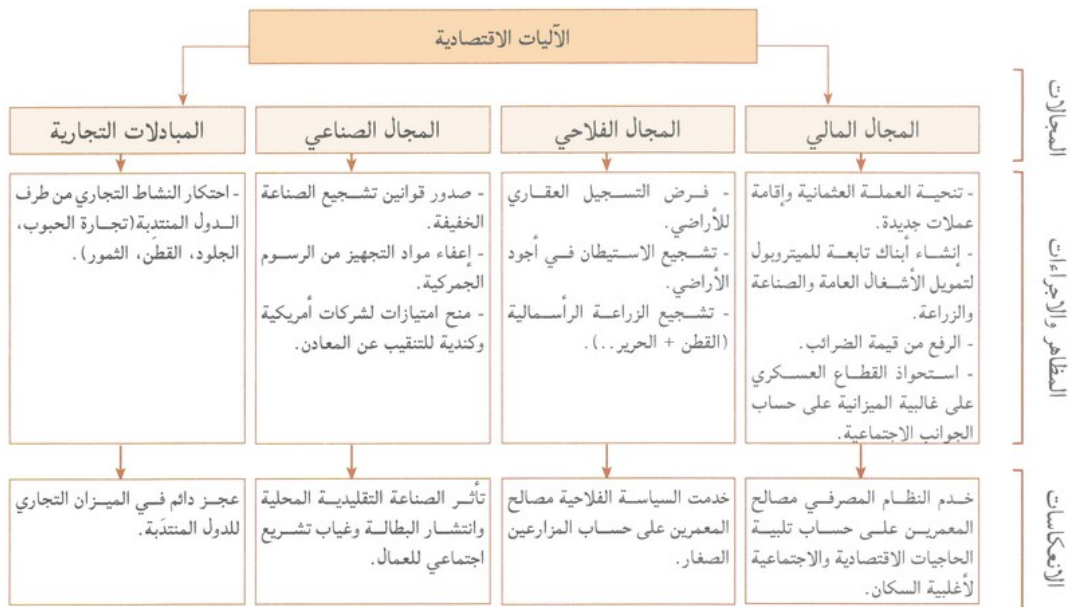 الآليات الاقتصادية
المجالات
المجال المالي
المجال الفلاحي
المجال الصناعي
المبادلات التجارية
المظاهر والاجراءات
- تنحية العملة العثمانية وإقامة
عملات جديدة.
- إنشاء أبناك تابعة للميتروبول
لتمويل الأشغال العامة والصناعة
والزراعة.
- الرفع من قيمة الضرائب.
- استحواذ القطاع العسكري
على غالبية الميزانية على حساب
الجوانب الاجتماعية.
- فرض التسجيل العقاري
للأراضي.
- تشجيع الاستيطان في أجود
الأراضي.
- تشجيع الزراعة الرأسمالية
(القطن + الحرير..).
- صدور قوانين تشجيع الصناعة
الخفيفة.
- إعفاء مواد التجهيز من الرسوم
الجمركية.
- منح امتيازات لشركات أمريكية
وكندية للتنقيب عن المعادن.
- احتكار النشاط التجاري من طرف
الدول المنتدِبة(تجارة الحبوب،
الجلود، القطن، الثمور).
الانعكاسات
خدم النظام المصرفي مصالح
المعمرين على حساب تلبية
الحاجيات الاقتصادية والاجتماعية
لأغلبية السكان.
خدمت السياسة الفلاحية مصالح
المعمرين على حساب المزارعين
الصغار.
تأثر الصناعة التقليدية المحلية
وانتشار البطالة وغياب تشريع
اجتماعي للعمال.
عجز دائم في الميزان التجاري
للدول المنتدَبة.